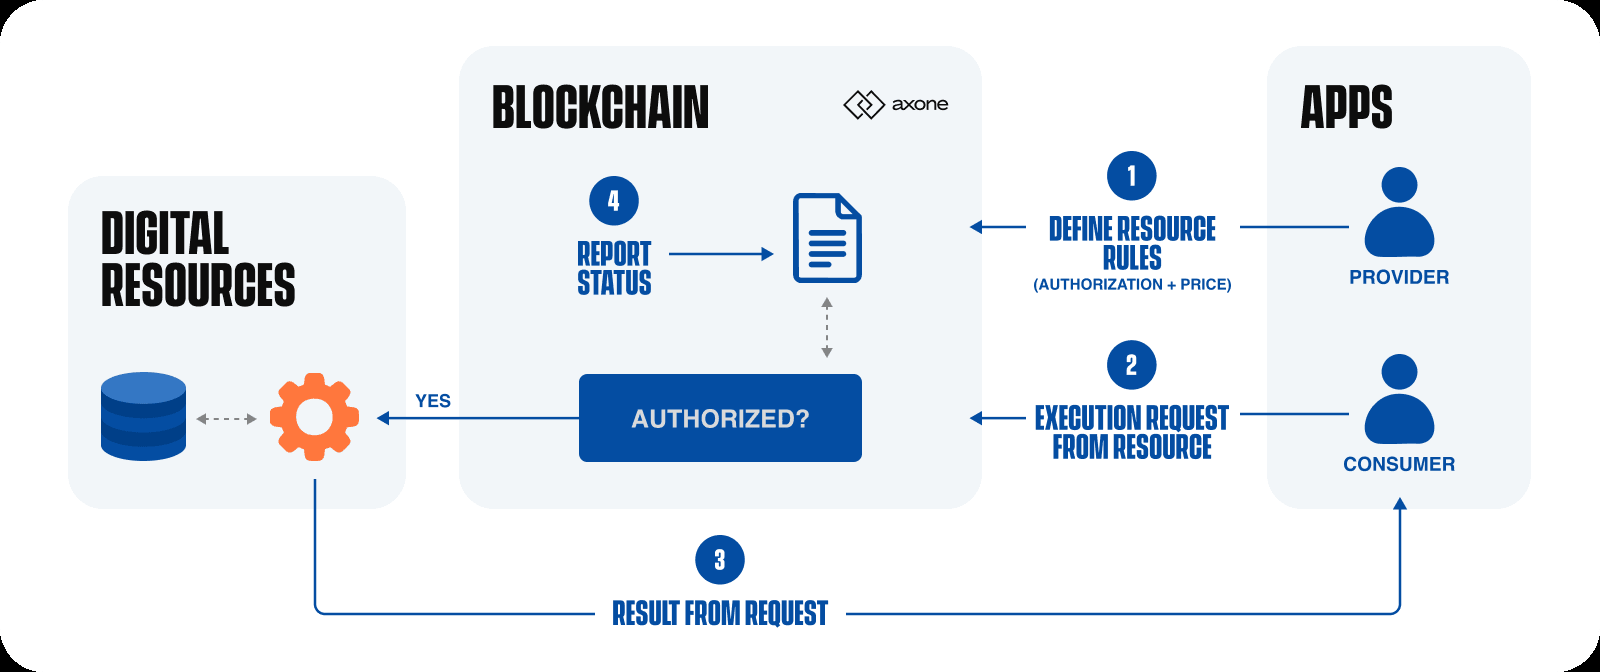 BLOCKCHAIN
axone
APPS
DIGITAL
RESOURCES
4
REPORT
STATUS
1
DEFINE RESOURCE
RULES
(AUTHORIZATION + PRICE)
PROVIDER
2
EXECUTION REQUEST
FROM RESOURCE
CONSUMER
YES
AUTHORIZED?
3
RESULT FROM REQUEST